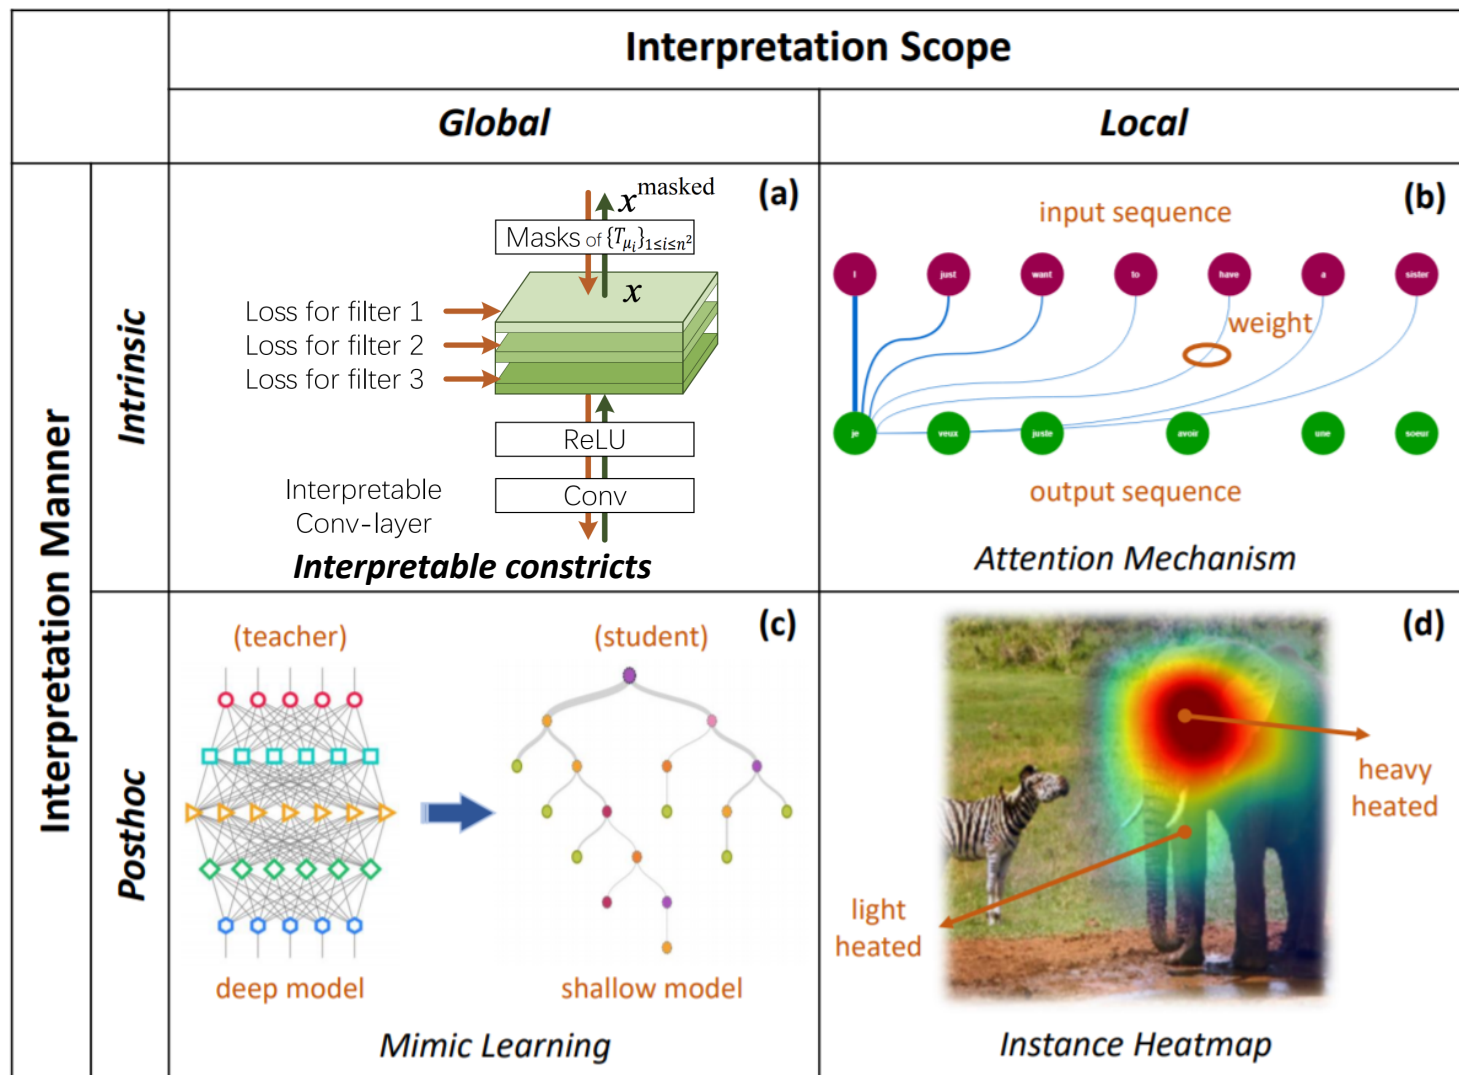 Interpretation Scope
Global
Local
Interpretation Manner
Intrinsic
Posthoc
(a)
x^masked
Masks of {T_{μ_i}}_{1≤i≤n²}
x
Loss for filter 1
Loss for filter 2
Loss for filter 3
ReLU
Conv
Interpretable
Conv-layer
Interpretable constricts
(b)
input sequence
I just want to have a sister
weight
je veux juste avoir une soeur
output sequence
Attention Mechanism
(c)
(teacher)
(student)
deep model
shallow model
Mimic Learning
(d)
heavy
heated
light
heated
Instance Heatmap